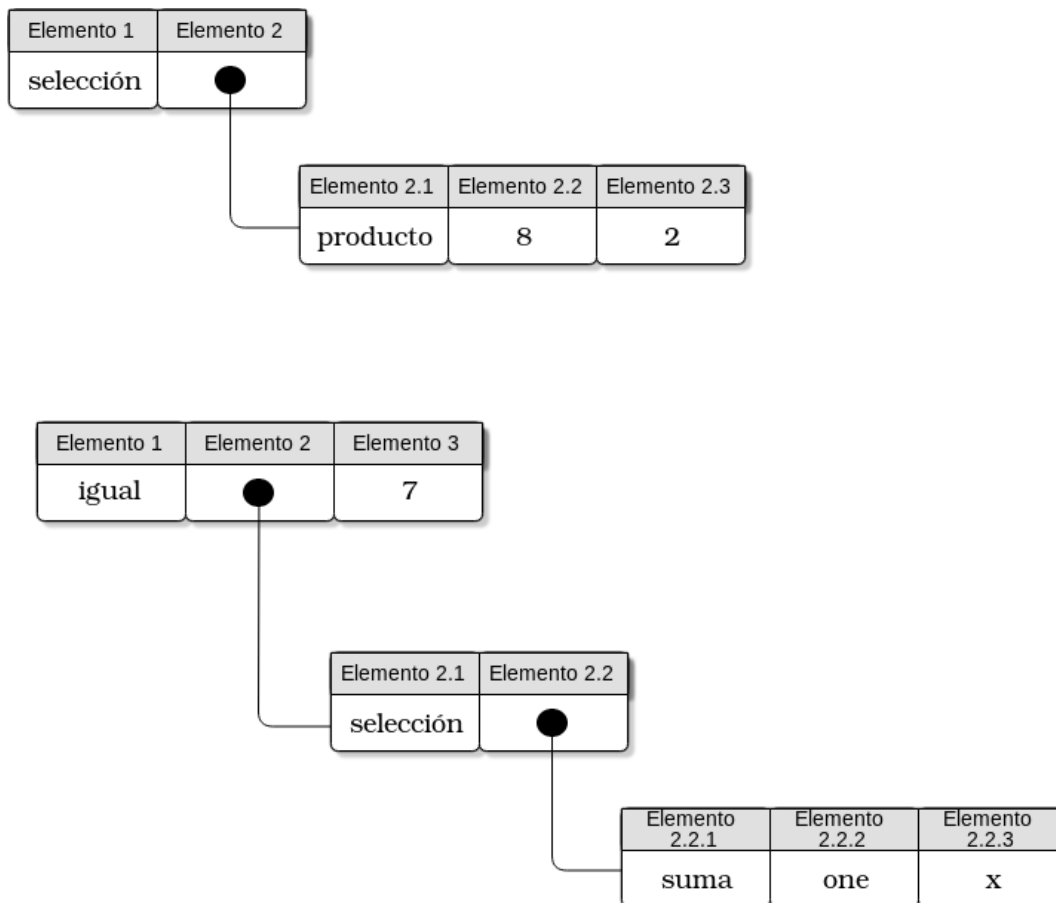 Elemento 1 Elemento 2
selección
Elemento 2.1 Elemento 2.2 Elemento 2.3
producto 8 2
Elemento 1 Elemento 2 Elemento 3
igual 7
Elemento 2.1 Elemento 2.2
selección
Elemento 2.2.1 Elemento 2.2.2 Elemento 2.2.3
suma one x